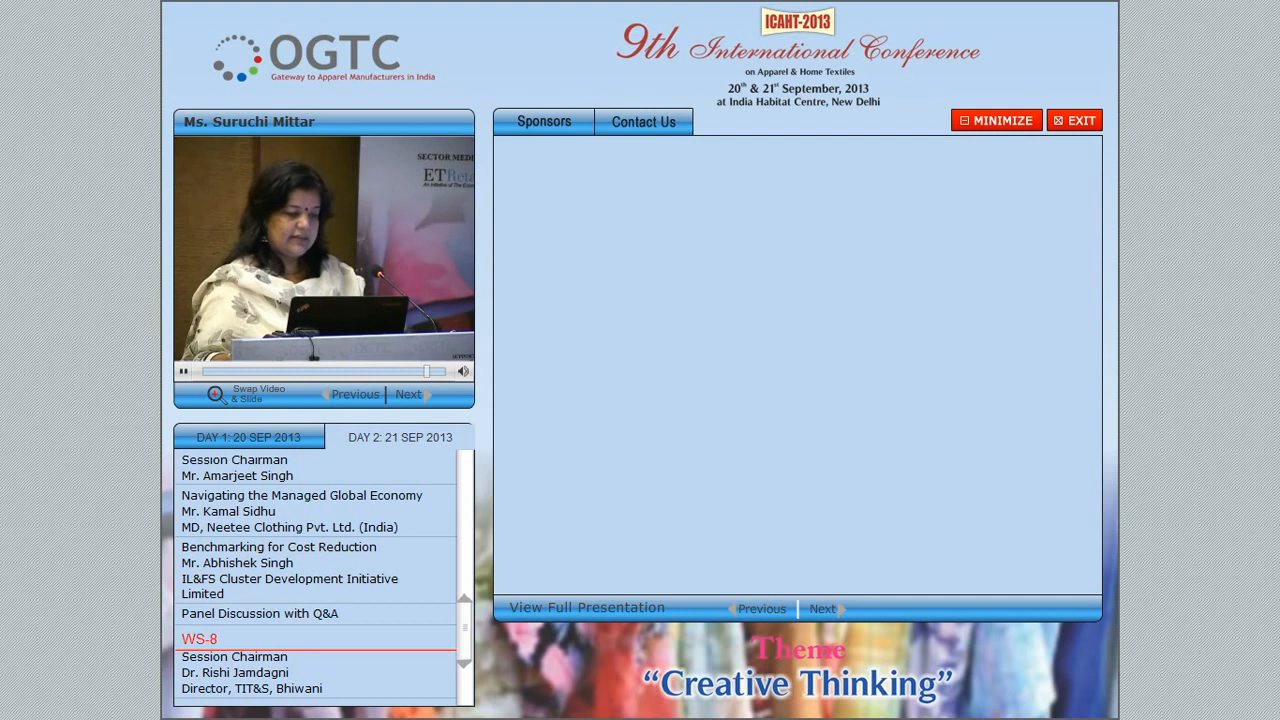 OGTC
Gateway to Apparel Manufacturers in India
ICAHT-2013
9th International Conference
on Apparel & Home Textiles
20th & 21st September, 2013
at India Habitat Centre, New Delhi
Ms. Suruchi Mittar
Sponsors
Contact Us
MINIMIZE
EXIT
SECTOR MEDI
ETReta
OGTC
Swap Video
& Slide
Previous
Next
DAY 1: 20 SEP 2013
DAY 2: 21 SEP 2013
Session Chairman
Mr. Amarjeet Singh
Navigating the Managed Global Economy
Mr. Kamal Sidhu
MD, Neetee Clothing Pvt. Ltd. (India)
Benchmarking for Cost Reduction
Mr. Abhishek Singh
IL&FS Cluster Development Initiative
Limited
Panel Discussion with Q&A
WS-8
Session Chairman
Dr. Rishi Jamdagni
Director, TIT&S, Bhiwani
View Full Presentation
Previous
Next
Theme
“Creative Thinking”